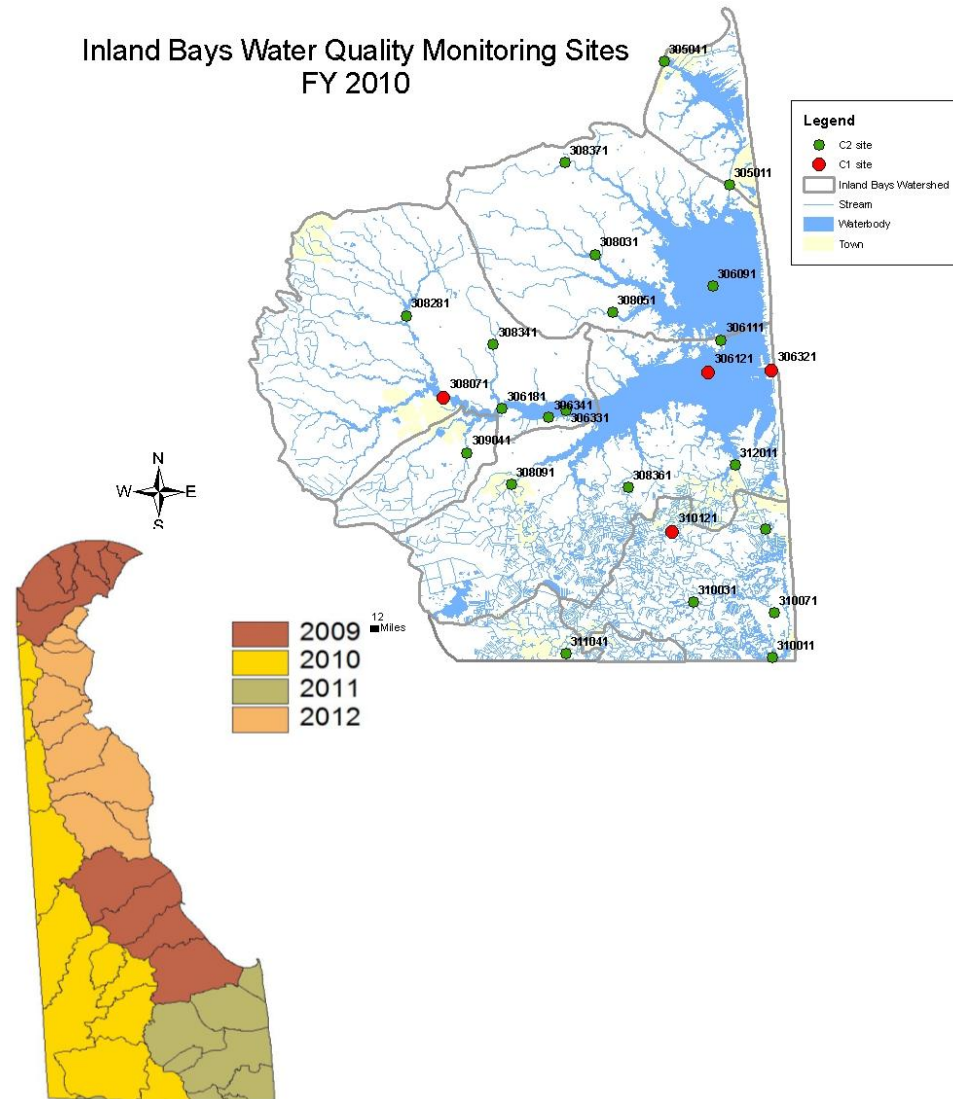 Inland Bays Water Quality Monitoring Sites
FY 2010
305041
Legend
C2 site
C1 site
Inland Bays Watershed
Stream
Waterbody
Town
308371
305011
308031
306091
308281
308051
308341
306111
306121
306321
308071
306181
306341
306331
309041
312011
308091
308361
310121
310031
310071
311041
310011
N
W
E
S
12
Miles
2009
2010
2011
2012